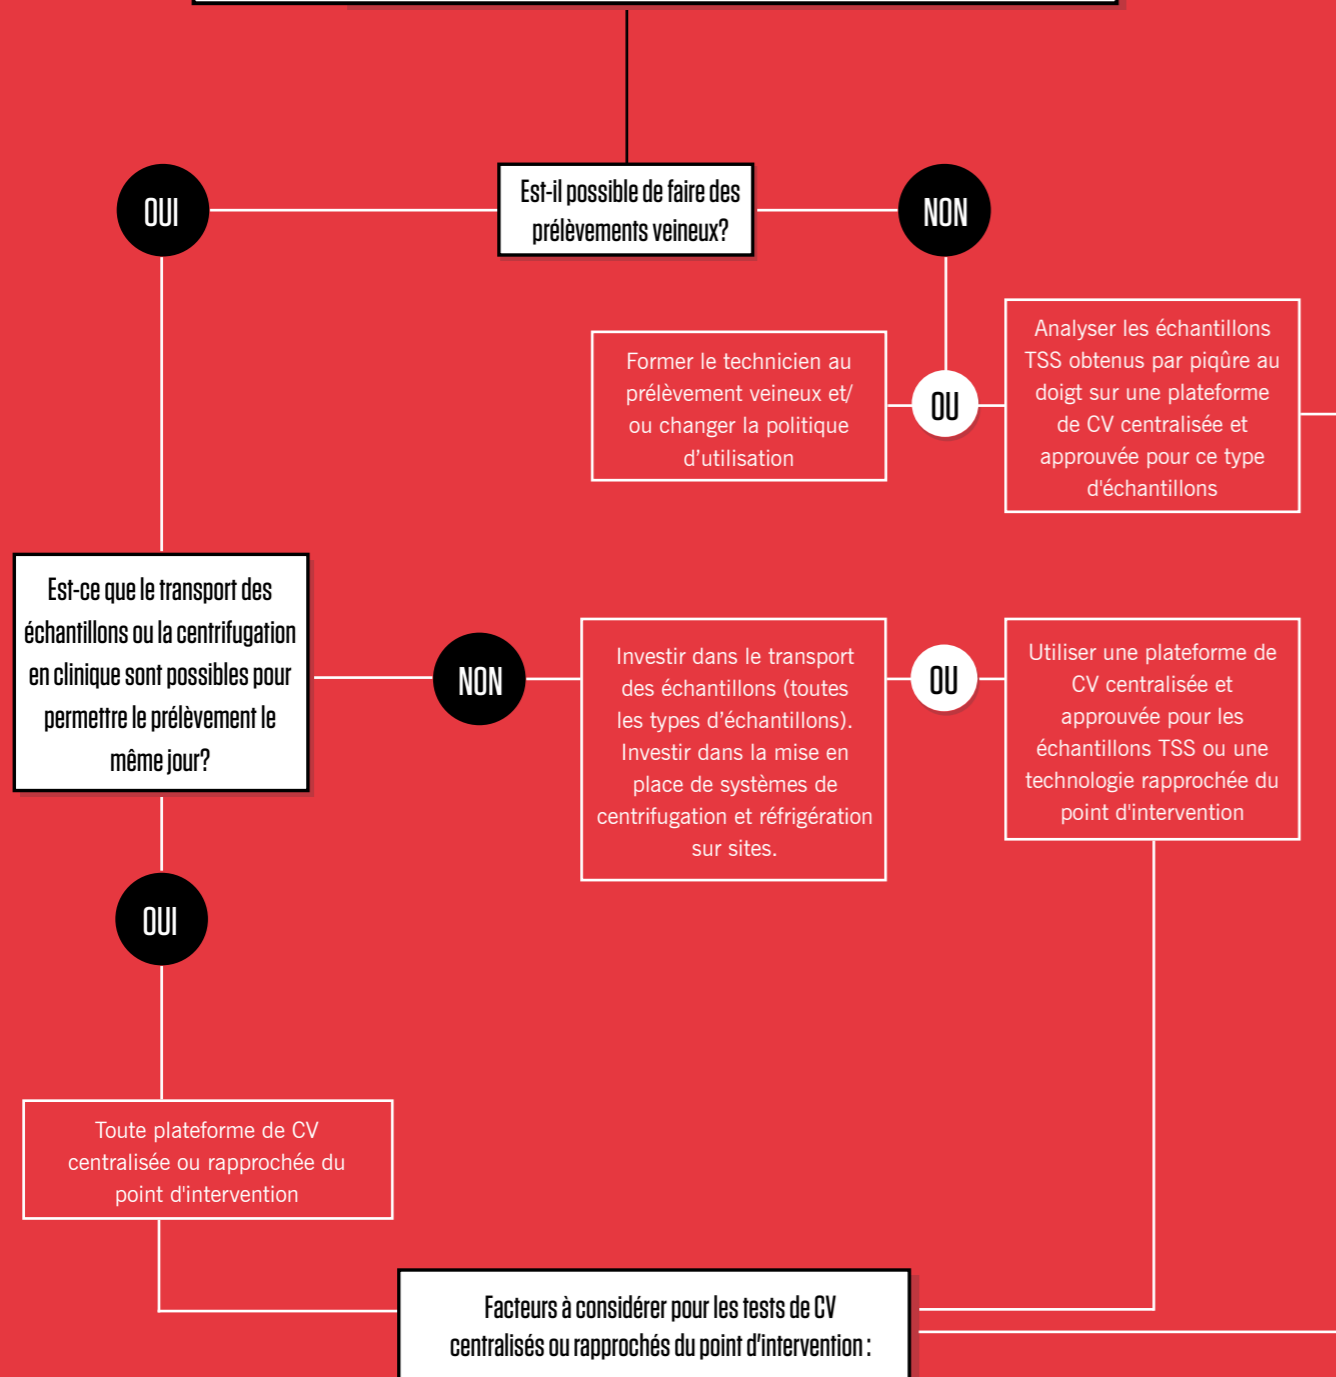 Est-il possible de faire des
prélèvements veineux?
OUI
NON
Former le technicien au
prélèvement veineux et/
ou changer la politique
d’utilisation
OU
Analyser les échantillons
TSS obtenus par piqûre au
doigt sur une plateforme
de CV centralisée et
approuvée pour ce type
d'échantillons
Est-ce que le transport des
échantillons ou la centrifugation
en clinique sont possibles pour
permettre le prélèvement le
même jour?
NON
Investir dans le transport
des échantillons (toutes
les types d’échantillons).
Investir dans la mise en
place de systèmes de
centrifugation et réfrigération
sur sites.
OU
Utiliser une plateforme de
CV centralisée et
approuvée pour les
échantillons TSS ou une
technologie rapprochée du
point d'intervention
OUI
Toute plateforme de CV
centralisée ou rapprochée du
point d'intervention
Facteurs à considérer pour les tests de CV
centralisés ou rapprochés du point d'intervention :